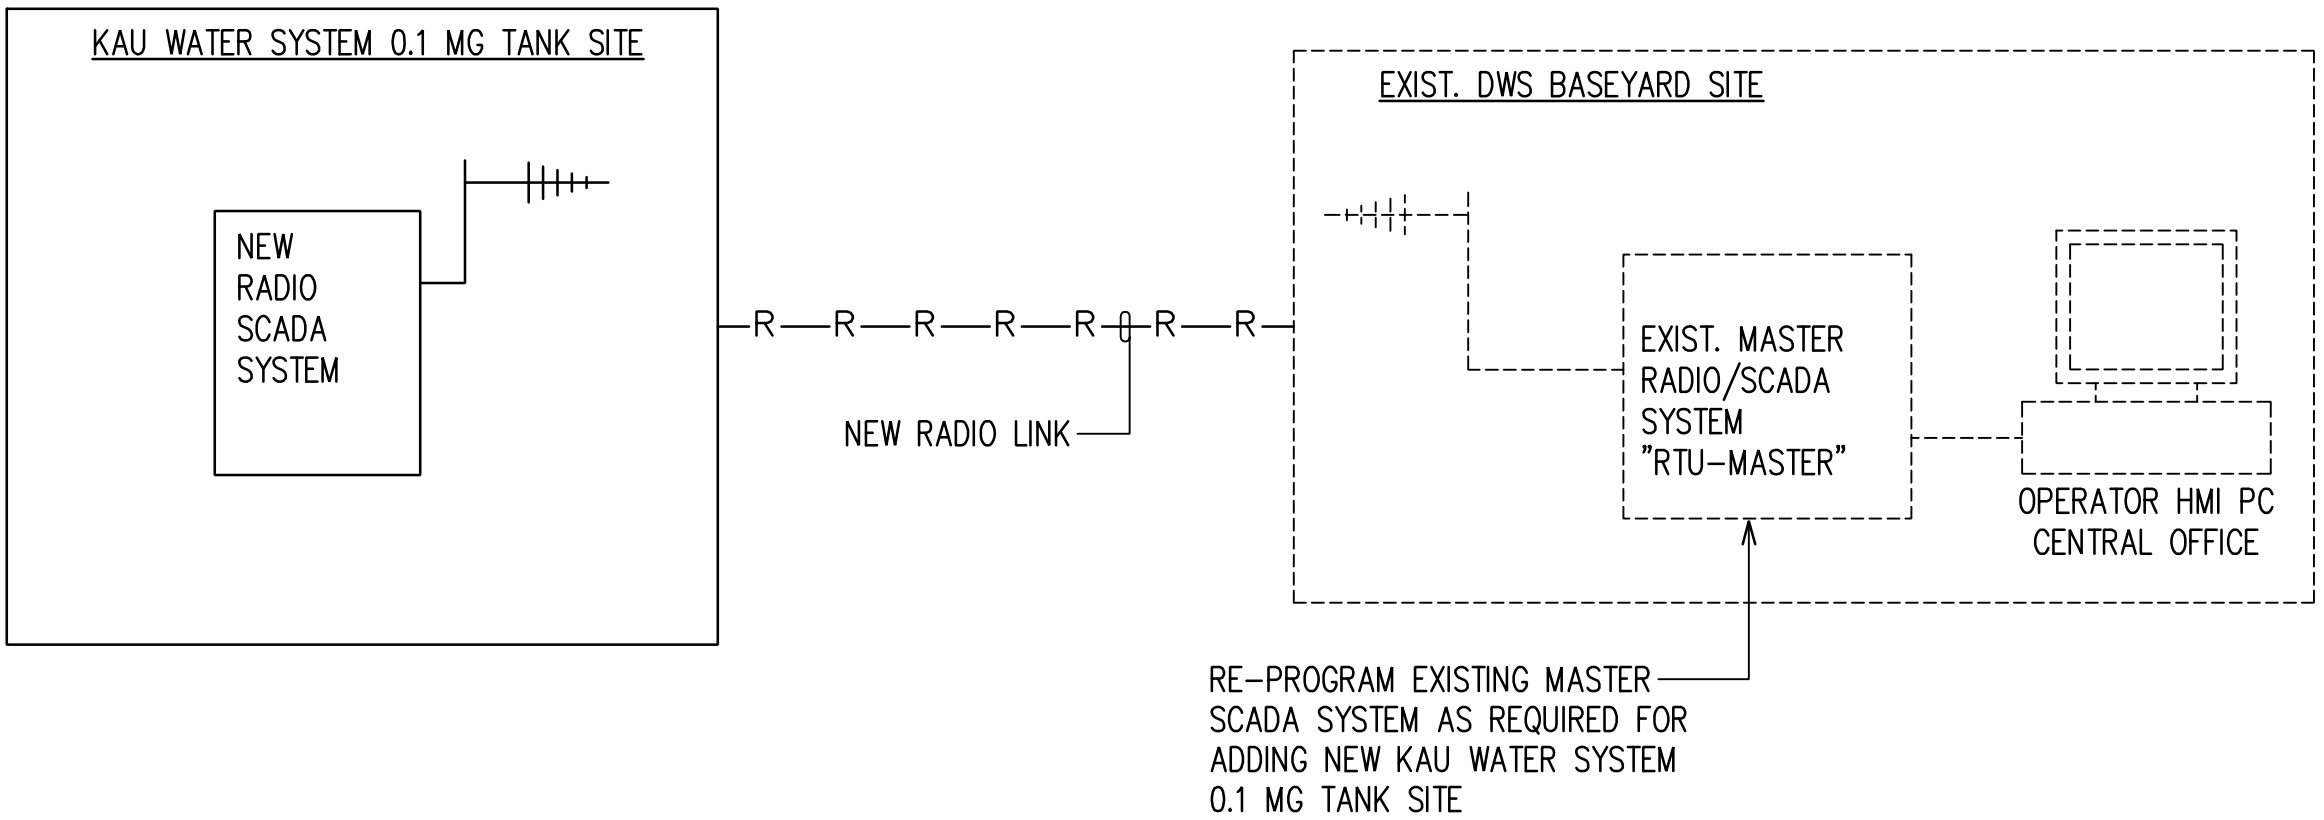 KAU WATER SYSTEM 0.1 MG TANK SITE
NEW
RADIO
SCADA
SYSTEM
R R R R R R R
NEW RADIO LINK
EXIST. DWS BASEYARD SITE
EXIST. MASTER
RADIO/SCADA
SYSTEM
"RTU-MASTER"
OPERATOR HMI PC
CENTRAL OFFICE
RE-PROGRAM EXISTING MASTER
SCADA SYSTEM AS REQUIRED FOR
ADDING NEW KAU WATER SYSTEM
0.1 MG TANK SITE